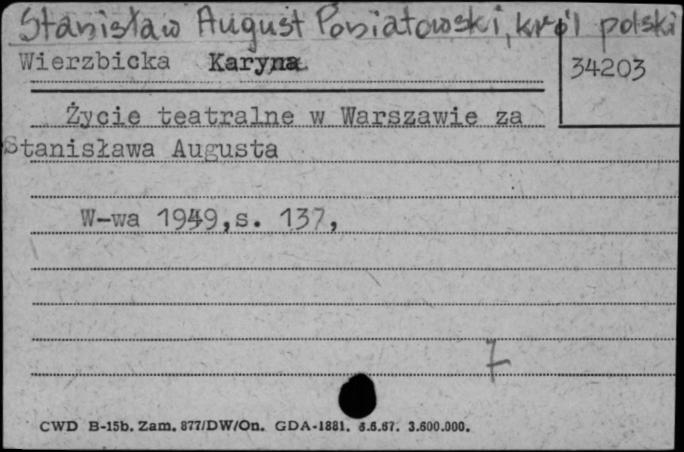 Stanisław August Poniatowski, król polski
Wierzbicka Karyna
34203
Życie teatralne w Warszawie za
Stanisława Augusta
W-wa 1949,s. 137,
7
CWD B-15b. Zam. 877/DW/On. GDA-1881. 6.6.67. 3.600.000.